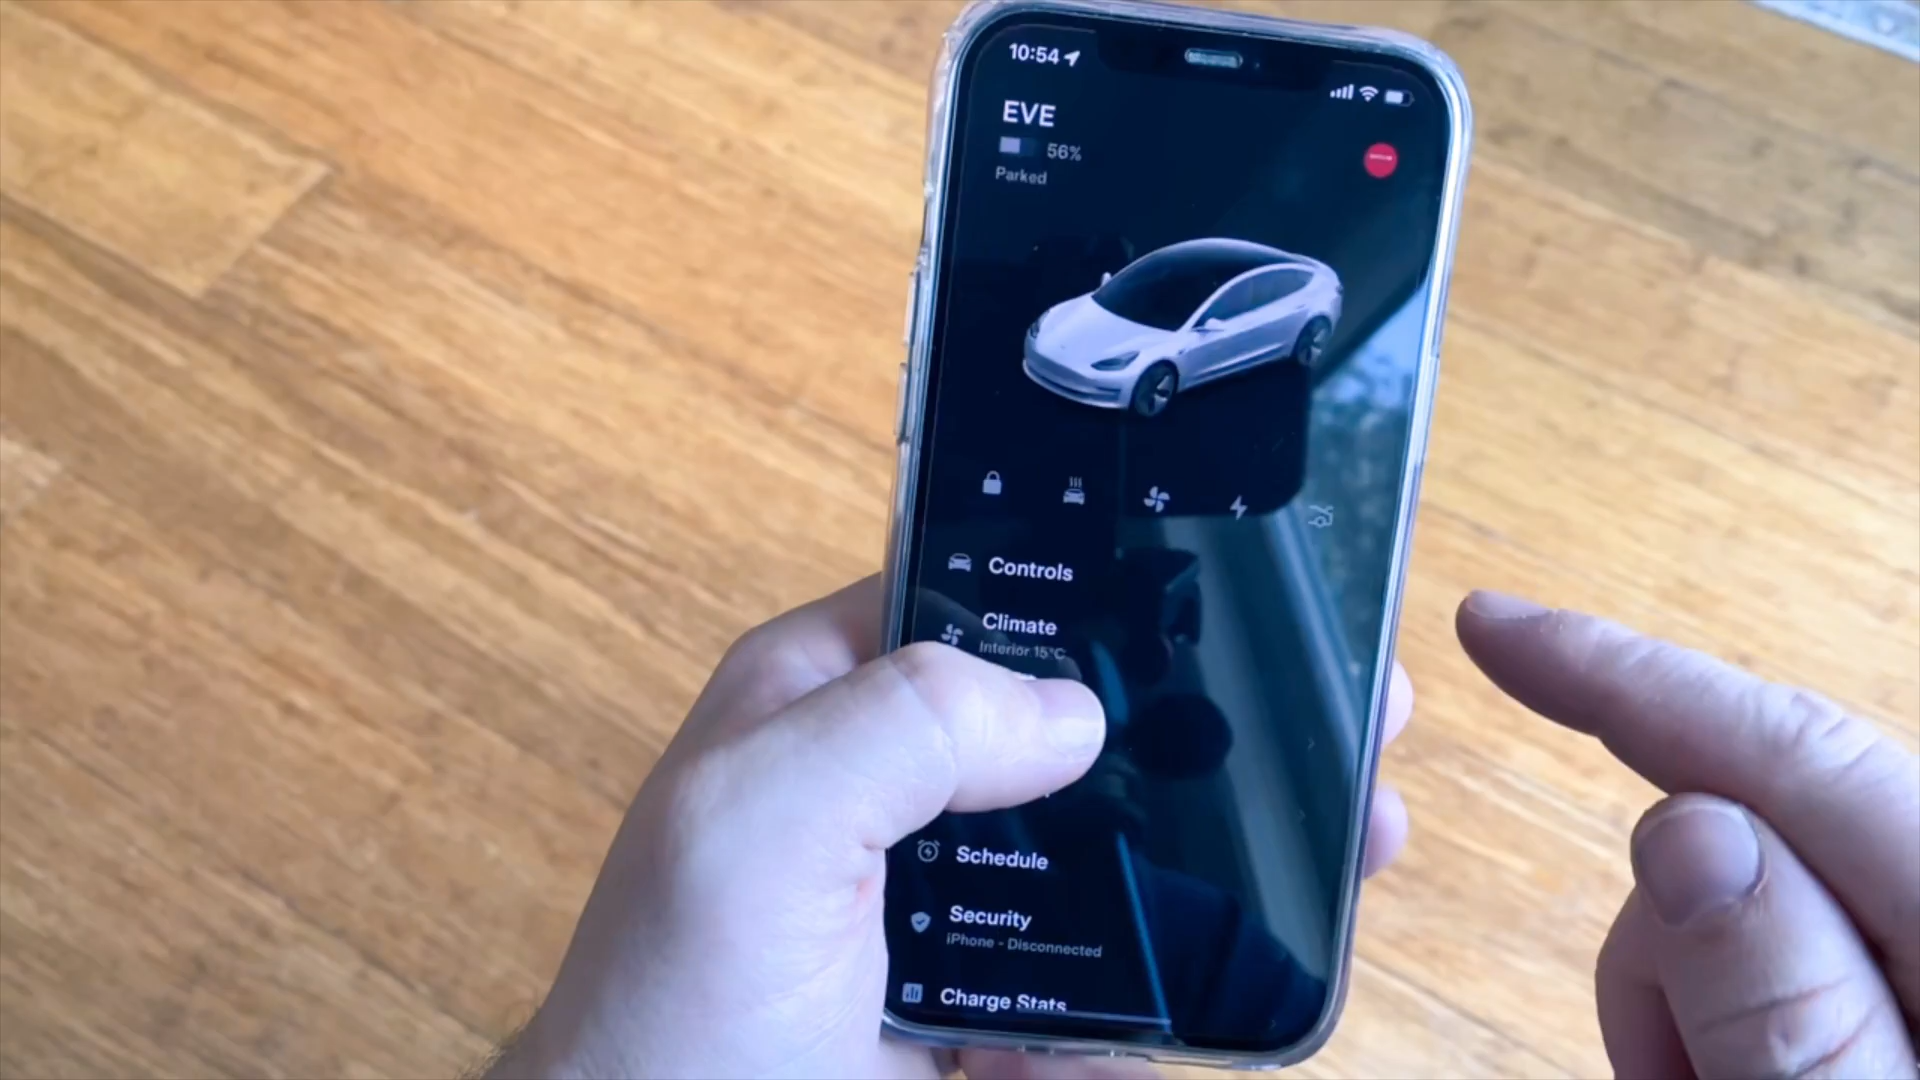 10:54
EVE
56%
Parked
Controls
Climate
Interior 15°C
Schedule
Security
iPhone - Disconnected
Charge Stats